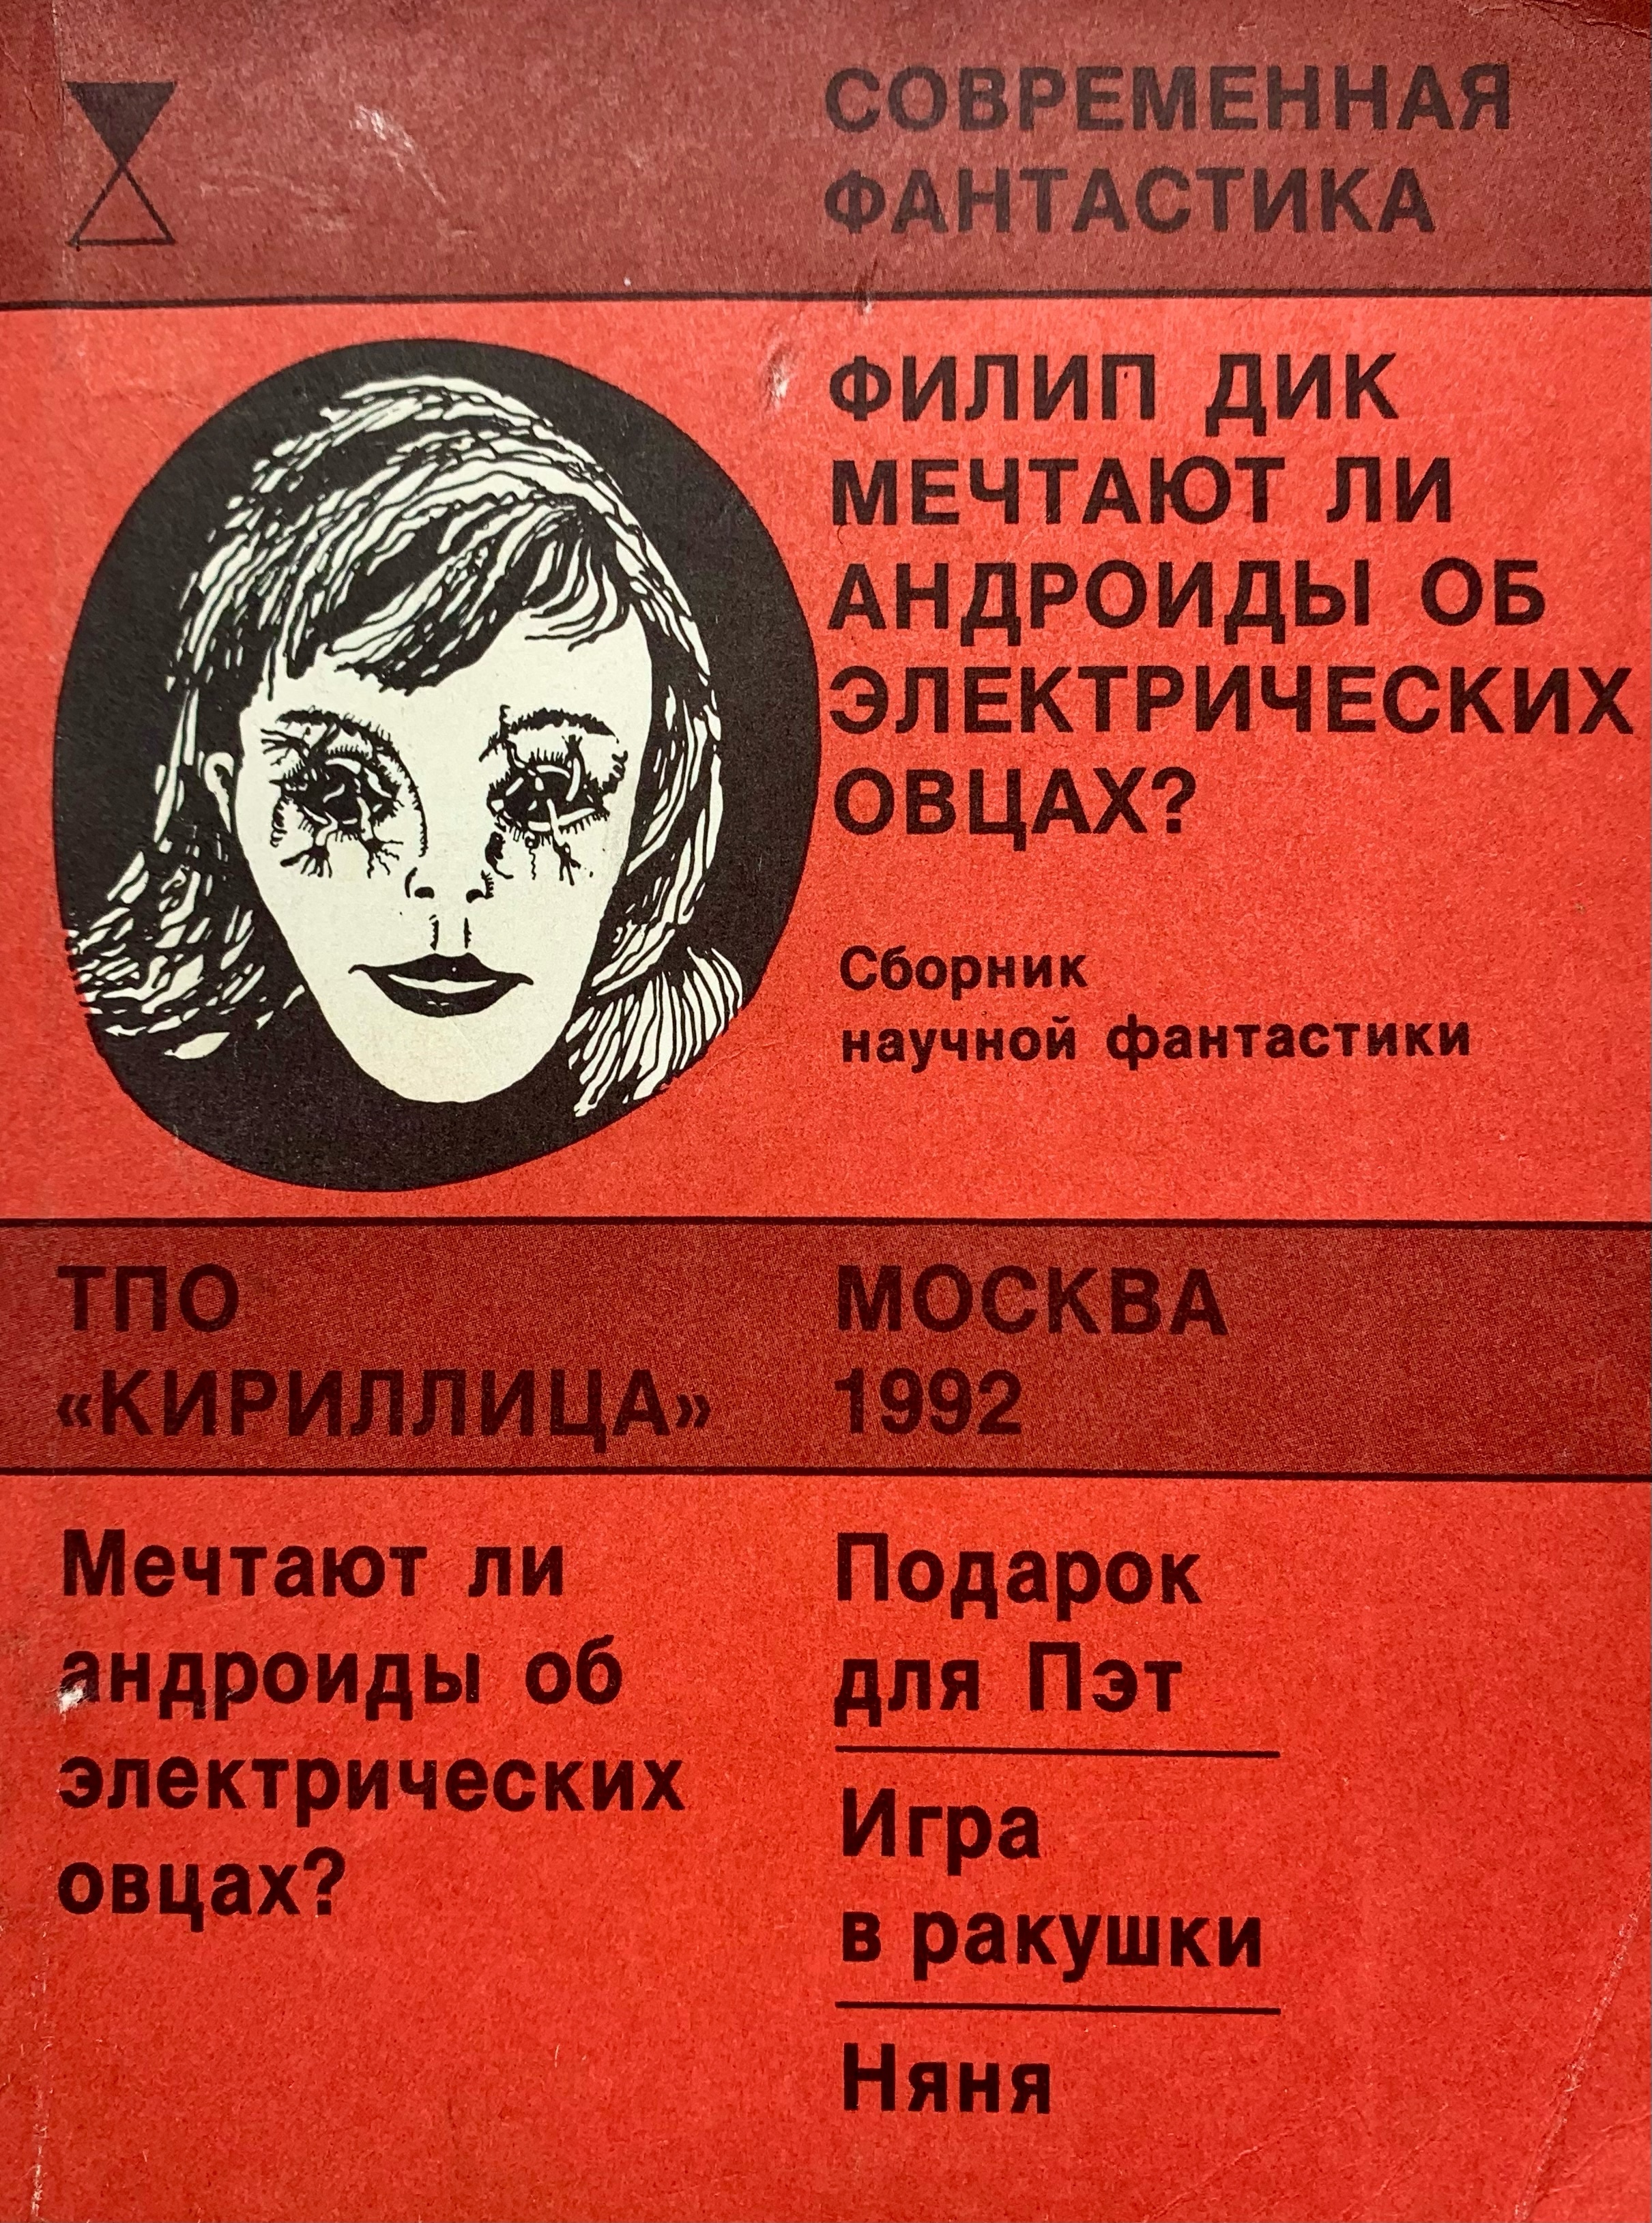 СОВРЕМЕННАЯ
ФАНТАСТИКА
ФИЛИП ДИК
МЕЧТАЮТ ЛИ
АНДРОИДЫ ОБ
ЭЛЕКТРИЧЕСКИХ
ОВЦАХ?
Сборник
научной фантастики
ТПО
«КИРИЛЛИЦА»
МОСКВА
1992
Мечтают ли
андроиды об
электрических
овцах?
Подарок
для Пэт
Игра
в ракушки
Няня